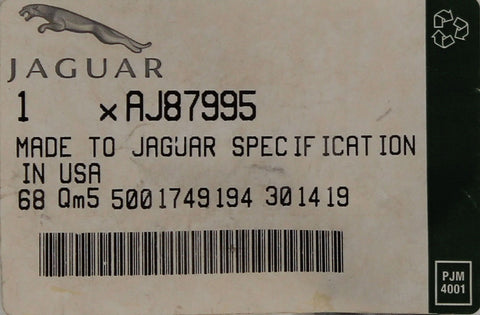 JAGUAR
1 x AJ87995
MADE TO JAGUAR SPECIFICATION
IN USA
68 Qm5 5001749194 301419
PJM
4001